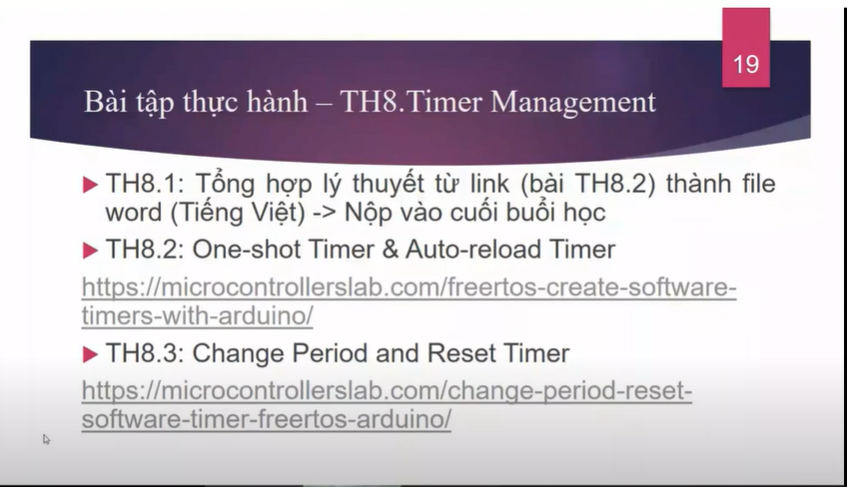 19
Bài tập thực hành – TH8.Timer Management
TH8.1: Tổng hợp lý thuyết từ link (bài TH8.2) thành file
word (Tiếng Việt) -> Nộp vào cuối buổi học
TH8.2: One-shot Timer & Auto-reload Timer
https://microcontrollerslab.com/freertos-create-software-
timers-with-arduino/
TH8.3: Change Period and Reset Timer
https://microcontrollerslab.com/change-period-reset-
software-timer-freertos-arduino/